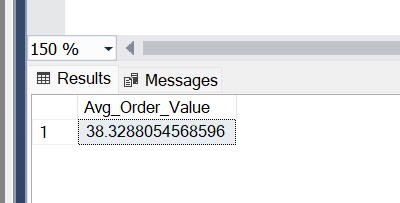 150 %
Results Messages
Avg_Order_Value
1 38.3288054568596